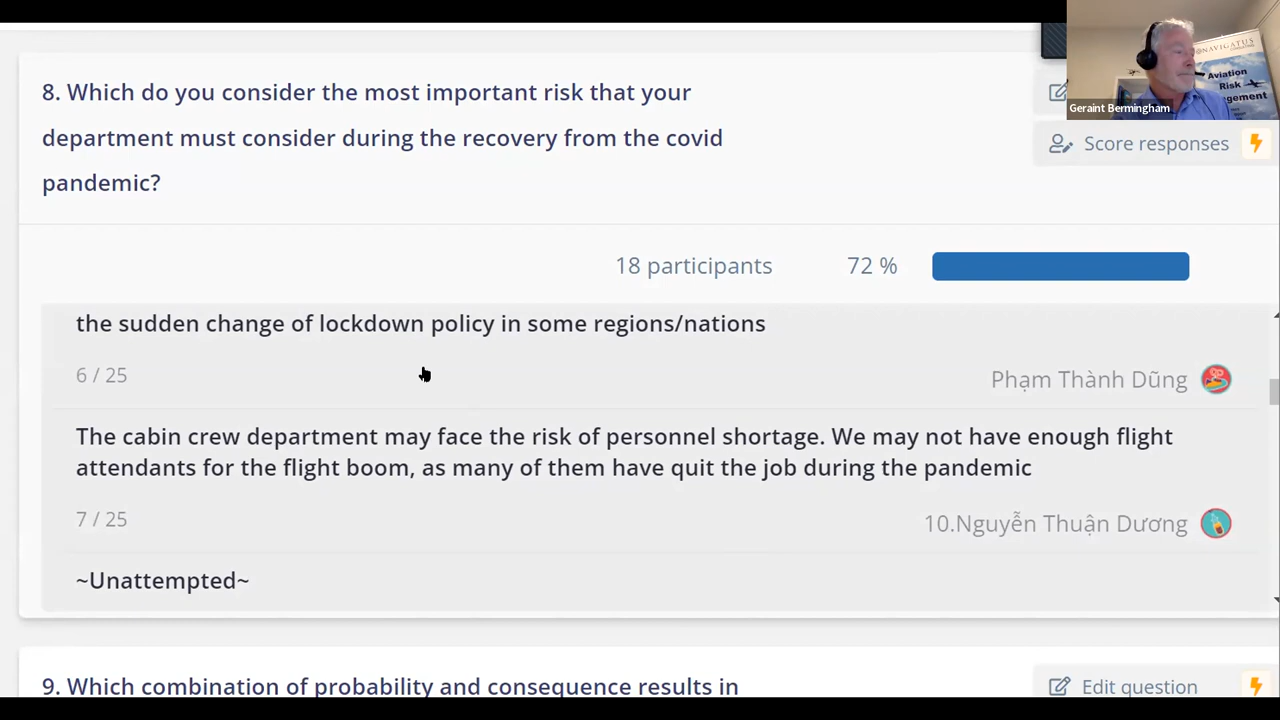 NAVIGATUS
Aviation
Risk
Geraint Bermingham
8. Which do you consider the most important risk that your
department must consider during the recovery from the covid
pandemic?
Score responses
18 participants 72 %
the sudden change of lockdown policy in some regions/nations
6 / 25 Phạm Thành Dũng
The cabin crew department may face the risk of personnel shortage. We may not have enough flight
attendants for the flight boom, as many of them have quit the job during the pandemic
7 / 25 10.Nguyễn Thuận Dương
~Unattempted~
9. Which combination of probability and consequence results in
Edit question